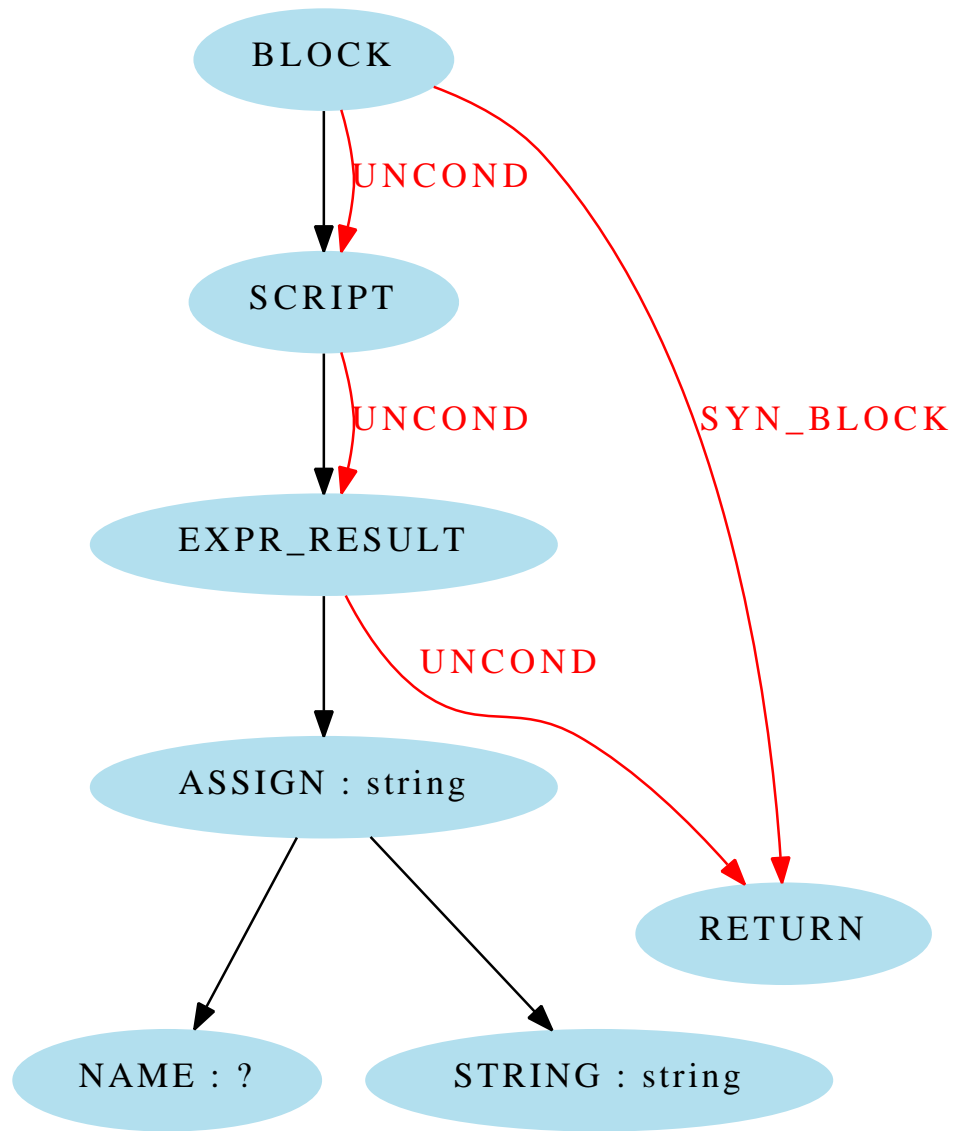 BLOCK
UNCOND
SCRIPT
UNCOND
SYN_BLOCK
EXPR_RESULT
UNCOND
ASSIGN : string
RETURN
NAME : ?
STRING : string